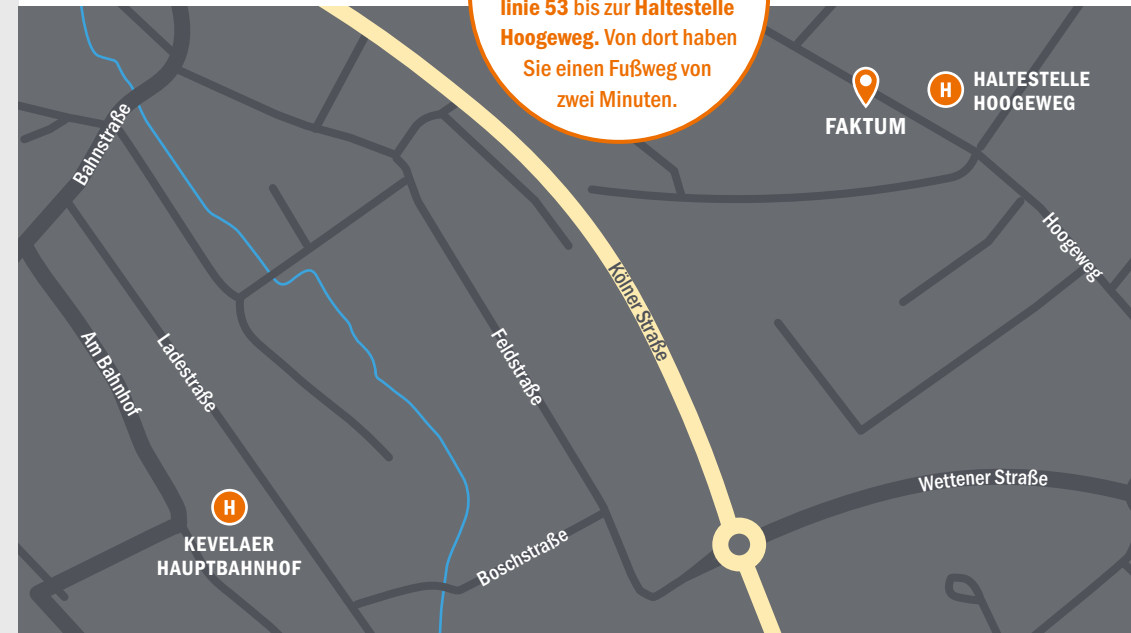 linie 53 bis zur Haltestelle
Hoogeweg. Von dort haben
Sie einen Fußweg von
zwei Minuten.
HALTESTELLE
HOOGEWEG
H
FAKTUM
Bahnstraße
Hoogeweg
Kölner Straße
Am Bahnhof
Ladestraße
Feldstraße
Wettener Straße
H
KEVELAER
HAUPTBAHNHOF
Boschstraße